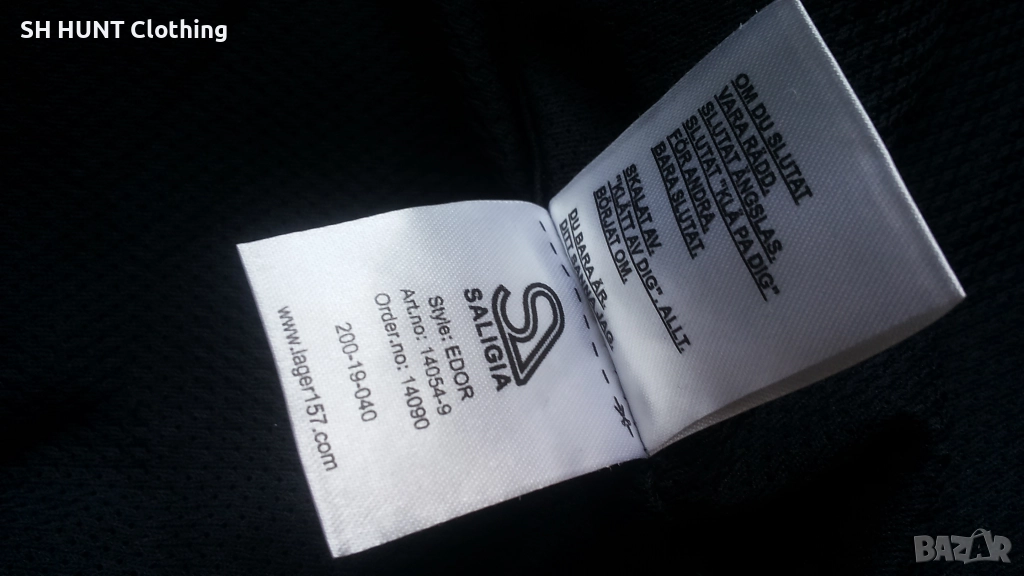 SH HUNT Clothing
OM DU SLUTAT
VARA RÄDD.
SLUTAT ÄNGSLAS.
SLUTAT "KLÄ PÅ DIG"
FÖR ANDRA.
BARA SLUTAT.
SKALAT AV.
"KLÄTT AV DIG". ALLT.
BÖRJAT OM.
DU BARA ÄR.
DITT SANNA JAG.
SALIGIA
Style: EDOR
Art.no: 14054-9
Order.no: 14090
200-19-040
www.lager157.com
BAZAR